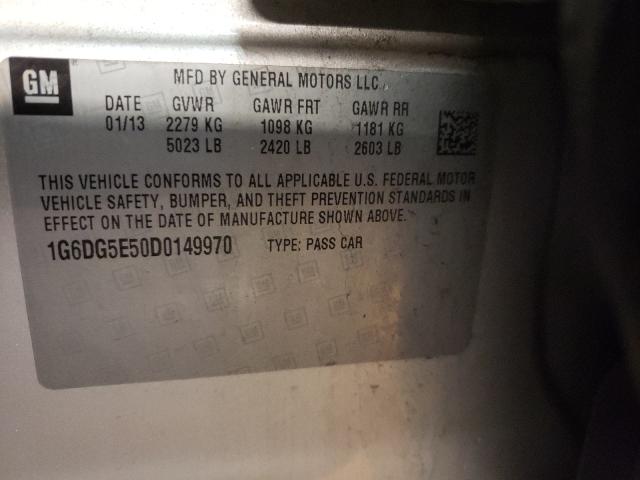 GM
MFD BY GENERAL MOTORS LLC
DATE GVWR GAWR FRT GAWR RR
01/13 2279 KG 1098 KG 1181 KG
5023 LB 2420 LB 2603 LB
THIS VEHICLE CONFORMS TO ALL APPLICABLE U.S. FEDERAL MOTOR
VEHICLE SAFETY, BUMPER, AND THEFT PREVENTION STANDARDS IN
EFFECT ON THE DATE OF MANUFACTURE SHOWN ABOVE.
1G6DG5E50D0149970 TYPE: PASS CAR